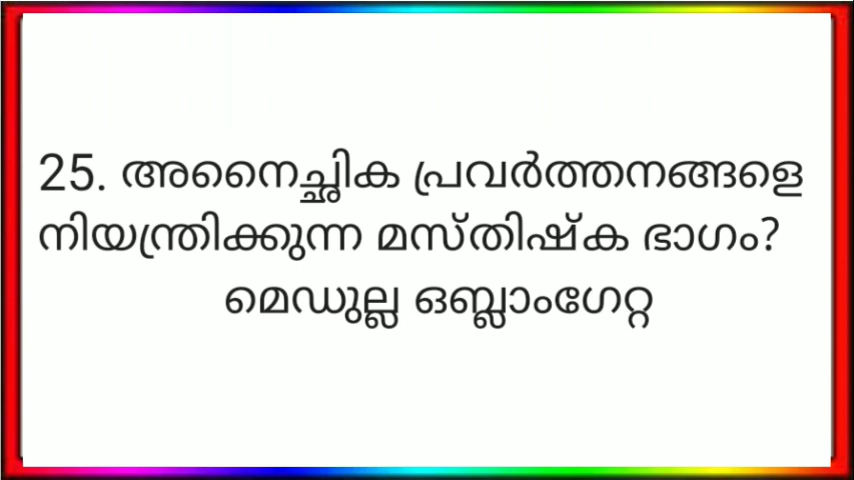 25. അനൈച്ഛിക പ്രവർത്തനങ്ങളെ
നിയന്ത്രിക്കുന്ന മസ്തിഷ്ക ഭാഗം?
മെഡുല്ല ഒബ്ലാംഗേറ്റ